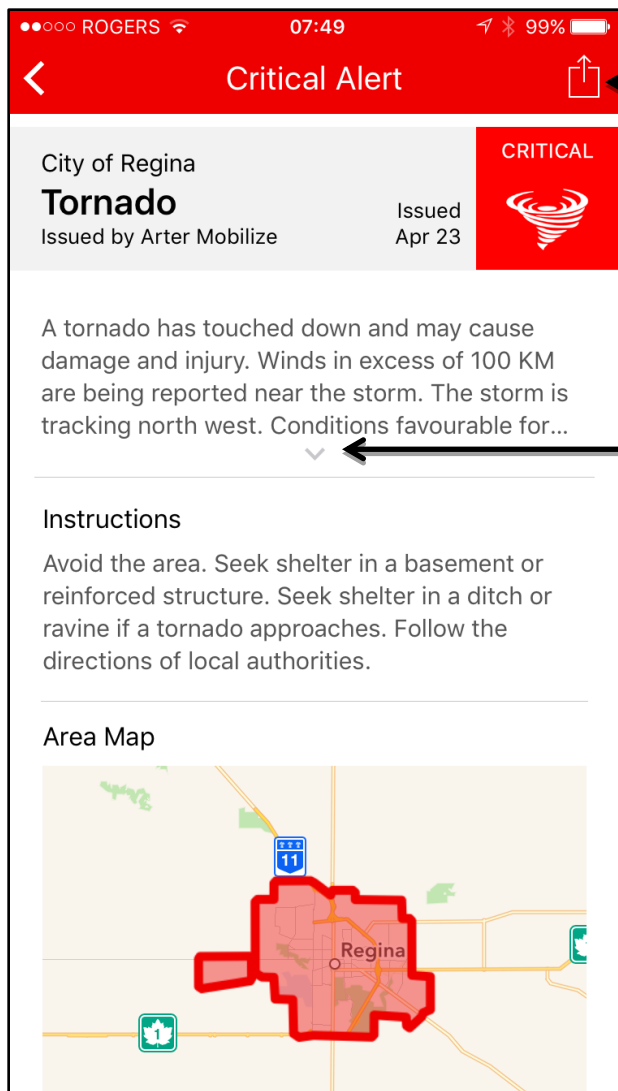 ROGERS 07:49 99%
Critical Alert
City of Regina
Tornado
Issued by Arter Mobilize
Issued
Apr 23
CRITICAL
A tornado has touched down and may cause
damage and injury. Winds in excess of 100 KM
are being reported near the storm. The storm is
tracking north west. Conditions favourable for...
Instructions
Avoid the area. Seek shelter in a basement or
reinforced structure. Seek shelter in a ditch or
ravine if a tornado approaches. Follow the
directions of local authorities.
Area Map
11
Regina
1